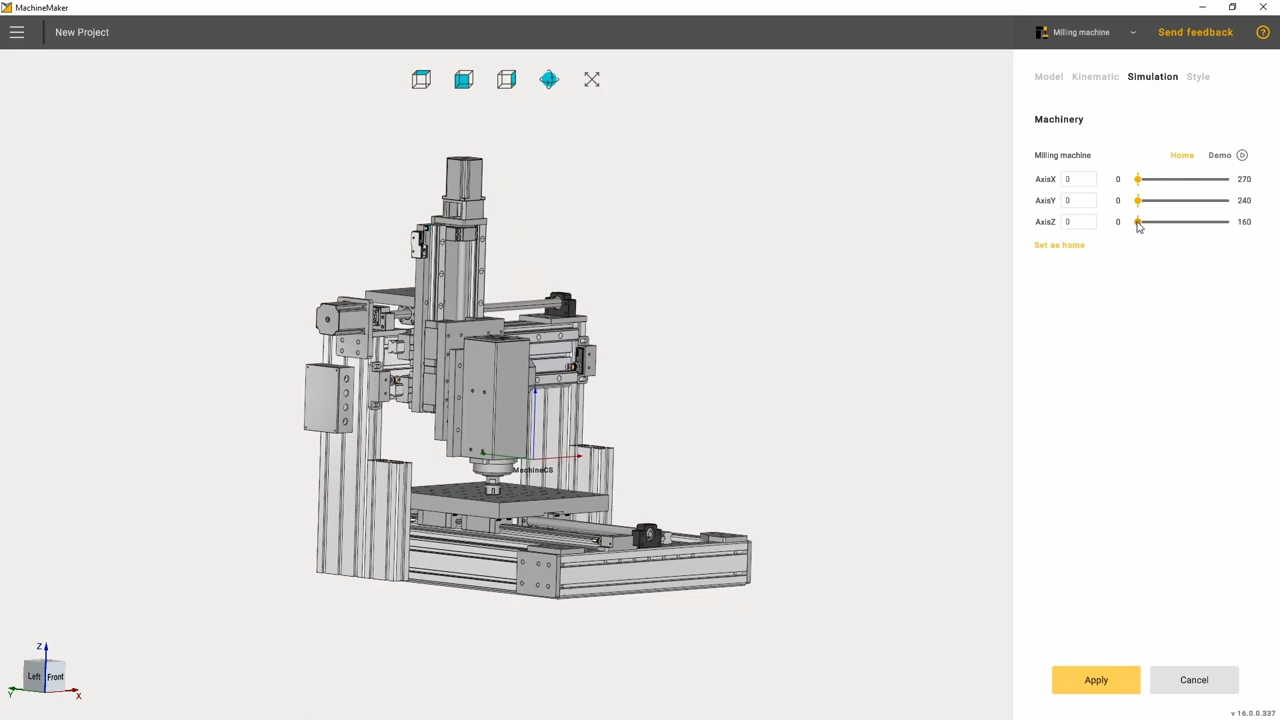 MachineMaker
New Project
Milling machine
Send feedback
?
Model Kinematic Simulation Style
Machinery
Milling machine Home Demo
AxisX 0 0 270
AxisY 0 0 240
AxisZ 0 0 160
Set as home
MachineCS
Z
Left Front
Y X
Apply Cancel
v 16.0.0.337